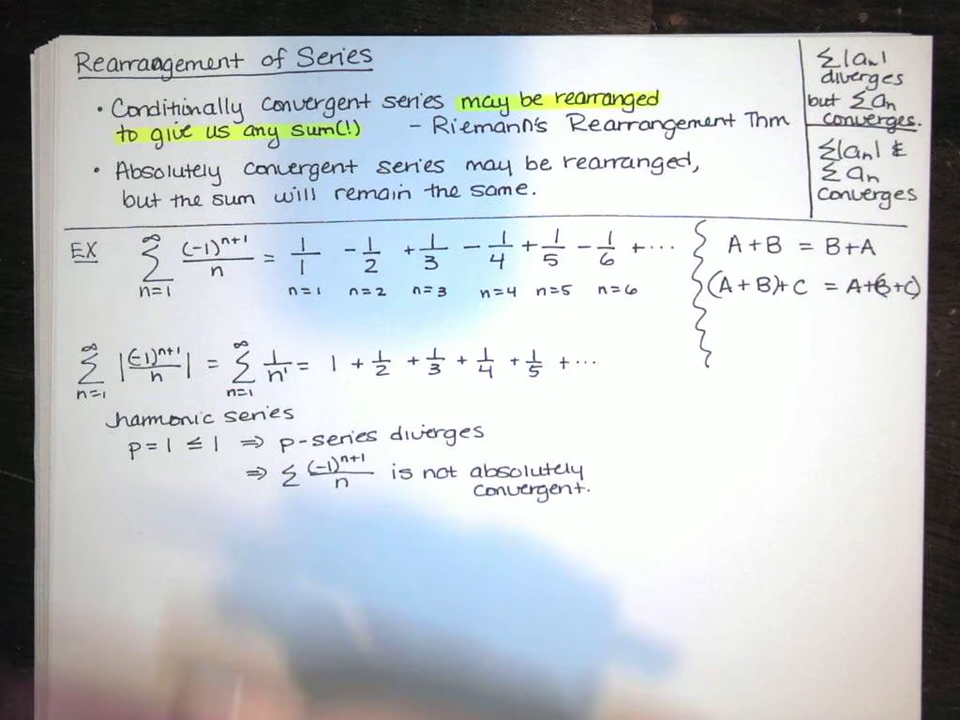 Rearrangement of Series
• Conditionally convergent series may be rearranged
to give us any sum(!) – Riemann's Rearrangement Thm
• Absolutely convergent series may be rearranged,
but the sum will remain the same.
Σ|aₙ|
diverges
but Σaₙ
converges.
Σ|aₙ| &
Σaₙ
converges
EX ∞ Σ n=1 (-1)ⁿ⁺¹/n = 1/1 - 1/2 + 1/3 - 1/4 + 1/5 - 1/6 + ...
n=1 n=2 n=3 n=4 n=5 n=6
A+B = B+A
(A+B)+C = A+(B+C)
∞ Σ n=1 |(-1)ⁿ⁺¹/n| = ∞ Σ n=1 1/n¹ = 1 + 1/2 + 1/3 + 1/4 + 1/5 + ...
harmonic series
p=1 ≤ 1 ⇒ p-series diverges
⇒ Σ (-1)ⁿ⁺¹/n is not absolutely
convergent.